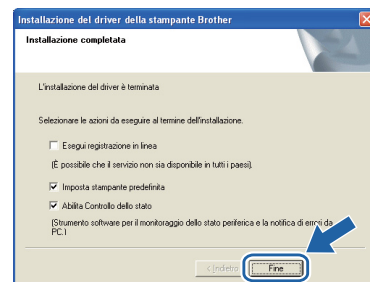 Installazione del driver della stampante Brother
Installazione completata
L'installazione del driver è terminata
Selezionare le azioni da eseguire al termine dell'installazione.
Esegui registrazione in linea
(È possibile che il servizio non sia disponibile in tutti i paesi).
Imposta stampante predefinita
Abilita Controllo dello stato
(Strumento software per il monitoraggio dello stato periferica e la notifica di errori da
PC.)
< Indietro
Fine